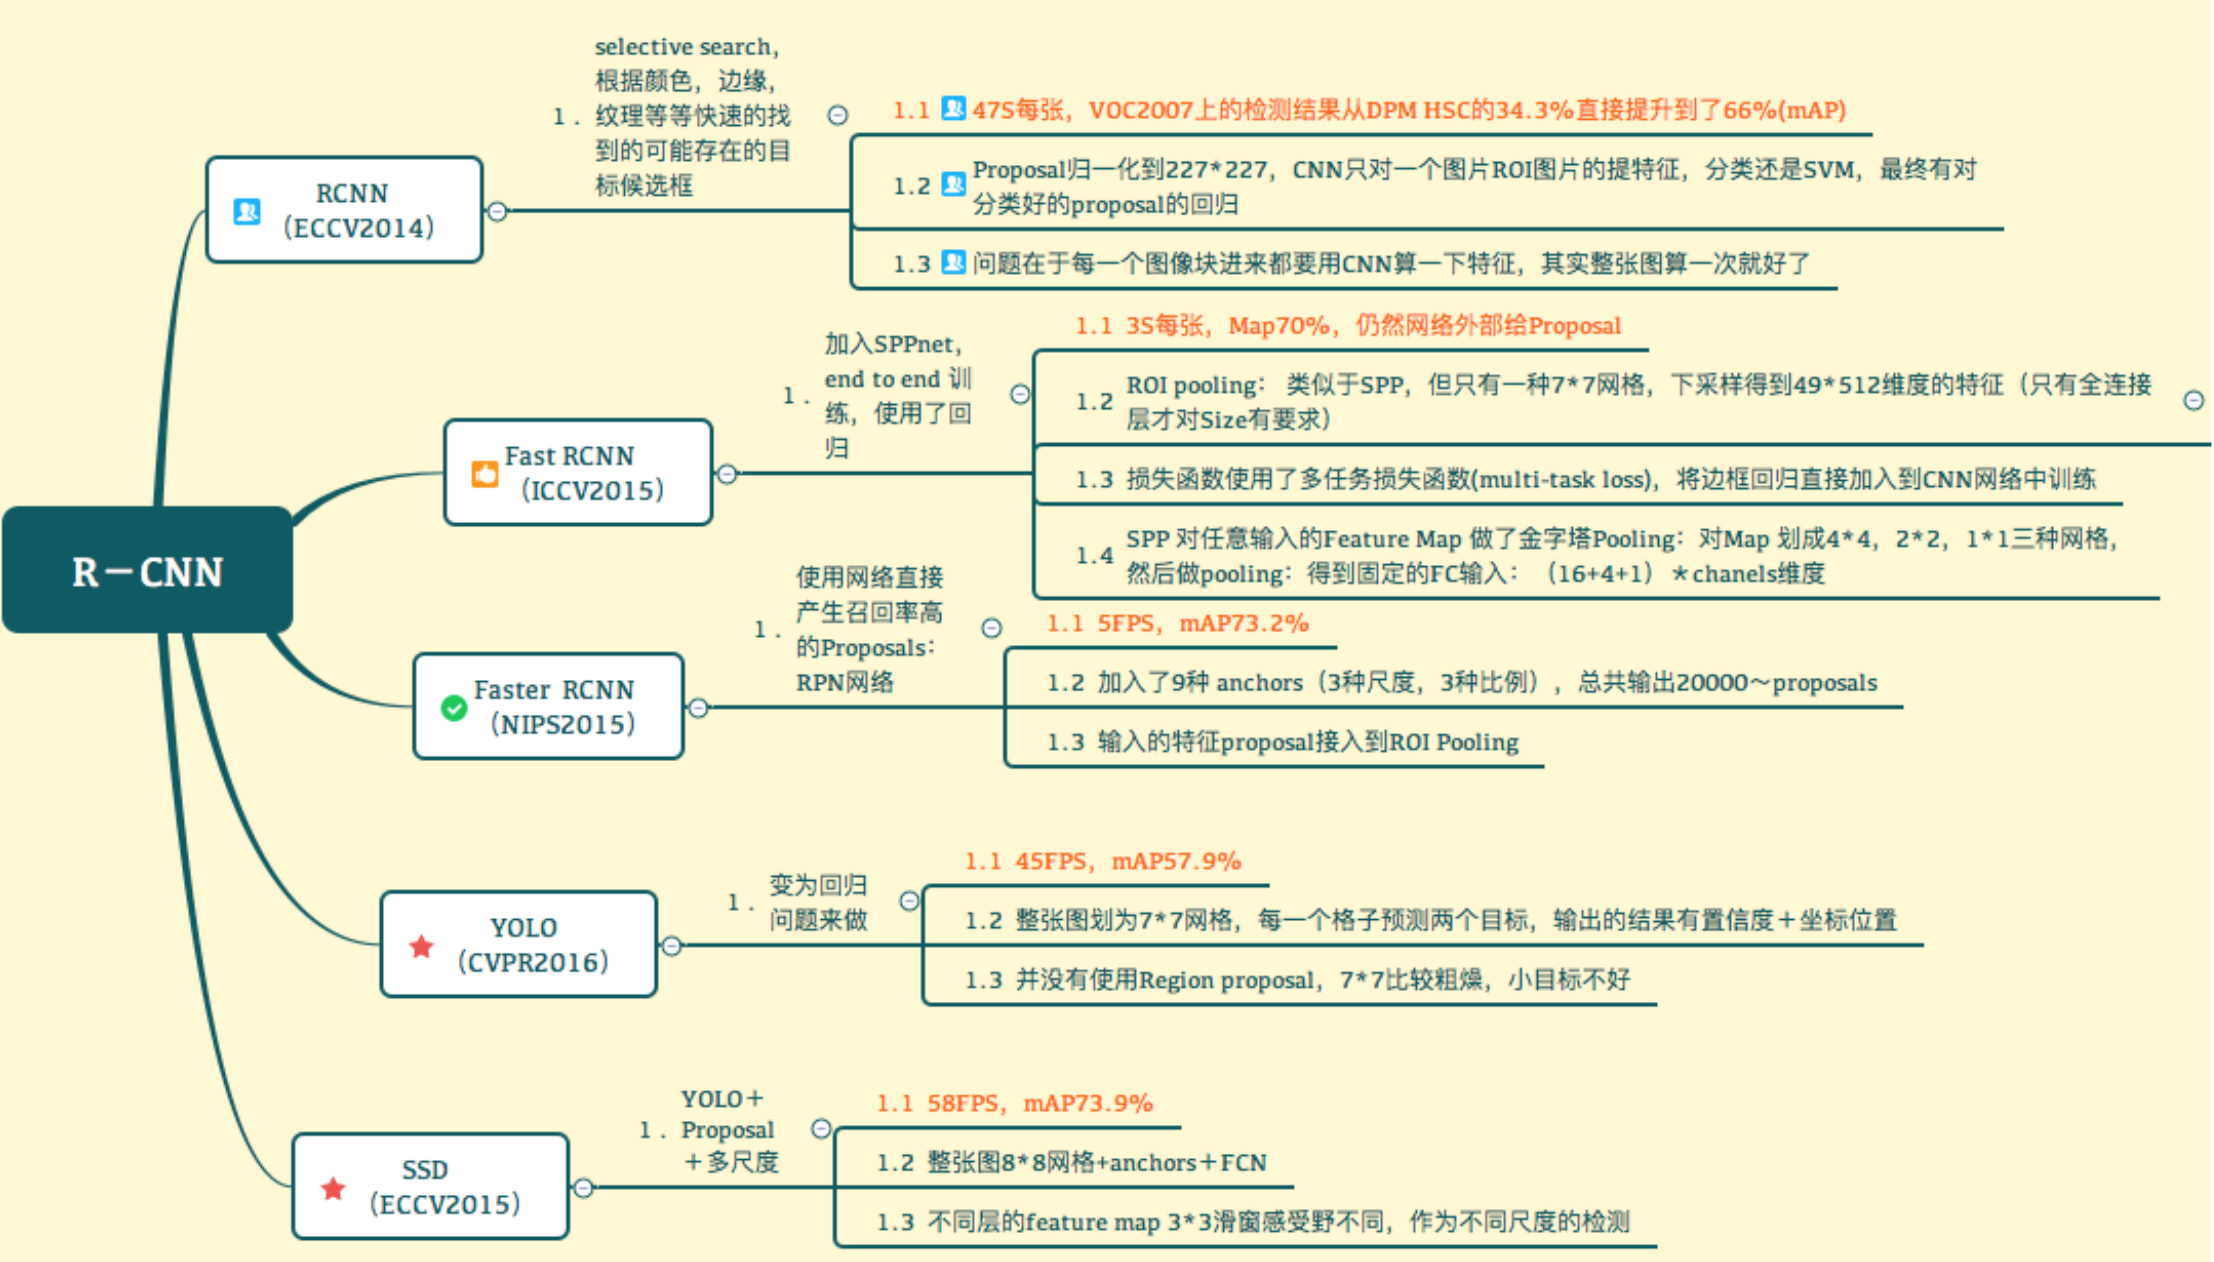 R－CNN
RCNN
（ECCV2014）
1.
selective search，
根据颜色，边缘，
纹理等等快速的找
到的可能存在的目
标候选框
1.1 47S每张，VOC2007上的检测结果从DPM HSC的34.3%直接提升到了66%(mAP)
1.2 Proposal归一化到227*227，CNN只对一个图片ROI图片的提特征，分类还是SVM，最终有对
分类好的proposal的回归
1.3 问题在于每一个图像块进来都要用CNN算一下特征，其实整张图算一次就好了
Fast RCNN
（ICCV2015）
1.
加入SPPnet，
end to end 训
练，使用了回
归
1.1 3S每张，Map70%，仍然网络外部给Proposal
1.2 ROI pooling： 类似于SPP，但只有一种7*7网格，下采样得到49*512维度的特征（只有全连接
层才对Size有要求）
1.3 损失函数使用了多任务损失函数(multi-task loss)，将边框回归直接加入到CNN网络中训练
1.4 SPP 对任意输入的Feature Map 做了金字塔Pooling：对Map 划成4*4，2*2，1*1三种网格，
然后做pooling：得到固定的FC输入：（16+4+1）＊chanels维度
Faster RCNN
（NIPS2015）
1.
使用网络直接
产生召回率高
的Proposals：
RPN网络
1.1 5FPS，mAP73.2%
1.2 加入了9种 anchors（3种尺度，3种比例），总共输出20000～proposals
1.3 输入的特征proposal接入到ROI Pooling
YOLO
（CVPR2016）
1.
变为回归
问题来做
1.1 45FPS，mAP57.9%
1.2 整张图划为7*7网格，每一个格子预测两个目标，输出的结果有置信度＋坐标位置
1.3 并没有使用Region proposal，7*7比较粗燥，小目标不好
SSD
（ECCV2015）
1.
YOLO＋
Proposal
＋多尺度
1.1 58FPS，mAP73.9%
1.2 整张图8*8网格+anchors＋FCN
1.3 不同层的feature map 3*3滑窗感受野不同，作为不同尺度的检测